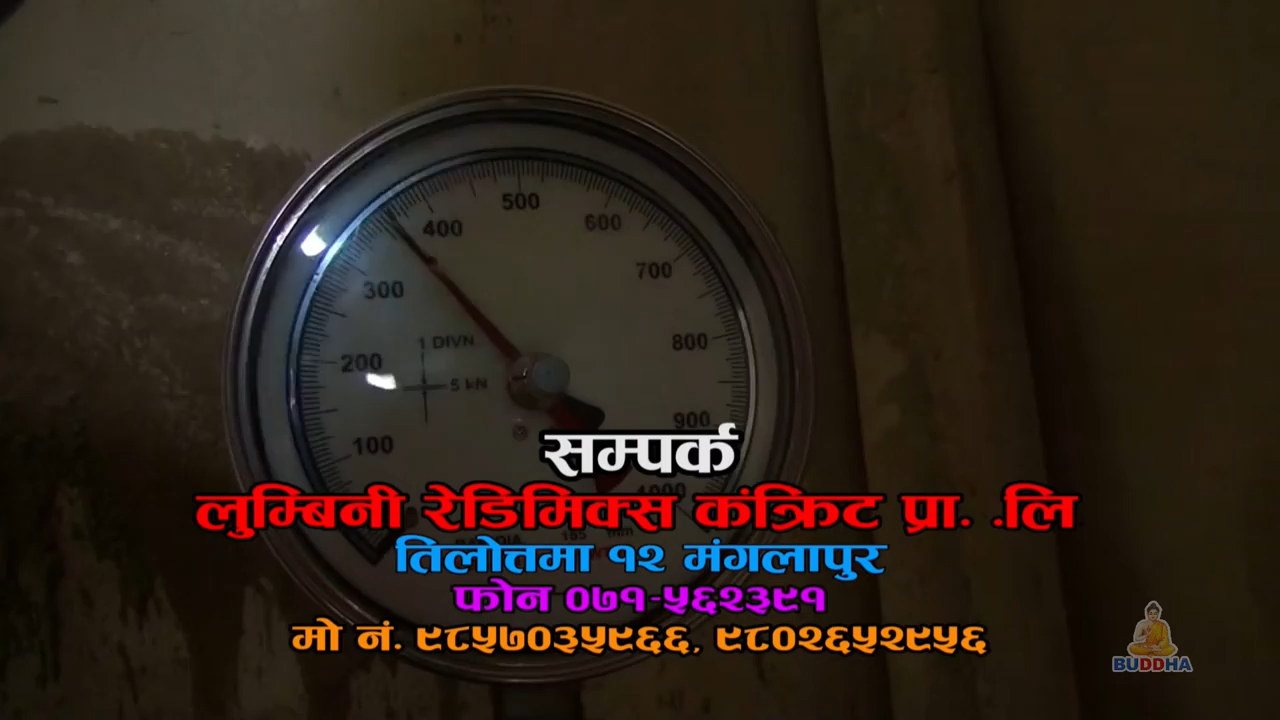 500
400
600
300
700
1 DIVN
800
200
5 kN
900
100
सम्पर्क
1000
लुम्बिनी रेडिमिक्स कंक्रिट प्रा. .लि
तिलोत्तमा १२ मंगलापुर
फोन ०७१-५६२३९१
मो नं. ९८५७०३५९६६, ९८०२६५२९५६
BUDDHA